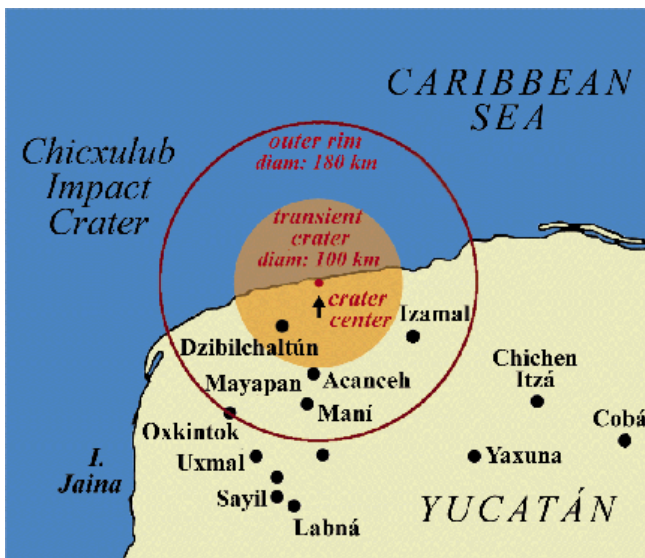 CARIBBEAN
SEA
Chicxulub
Impact
Crater
outer rim
diam: 180 km
transient
crater
diam: 100 km
crater
center
Izamal
Dzibilchaltún
Chichen
Itzá
Mayapan
Acanceh
Maní
Cobá
Oxkintok
Uxmal
Yaxuna
I.
Jaina
Sayil
Labná
YUCATÁN